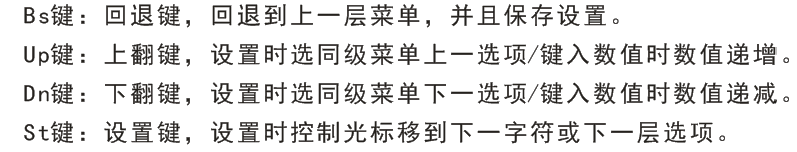 Bs键：回退键，回退到上一层菜单，并且保存设置。
Up键：上翻键，设置时选同级菜单上一选项/键入数值时数值递增。
Dn键：下翻键，设置时选同级菜单下一选项/键入数值时数值递减。
St键：设置键，设置时控制光标移到下一字符或下一层选项。